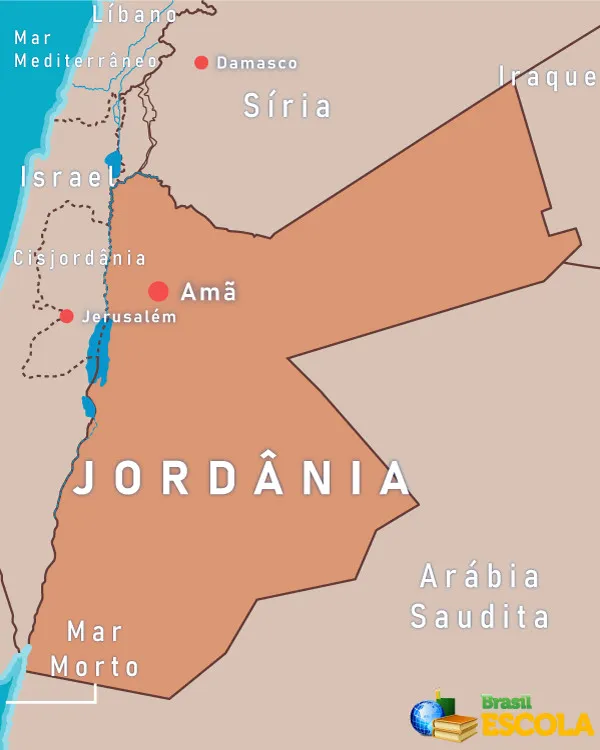 Líbano
Mar
Mediterrâneo
Damasco
Iraque
Síria
Israel
Cisjordânia
Amã
Jerusalém
JORDÂNIA
Arábia
Saudita
Mar
Morto
Brasil
ESCOLA